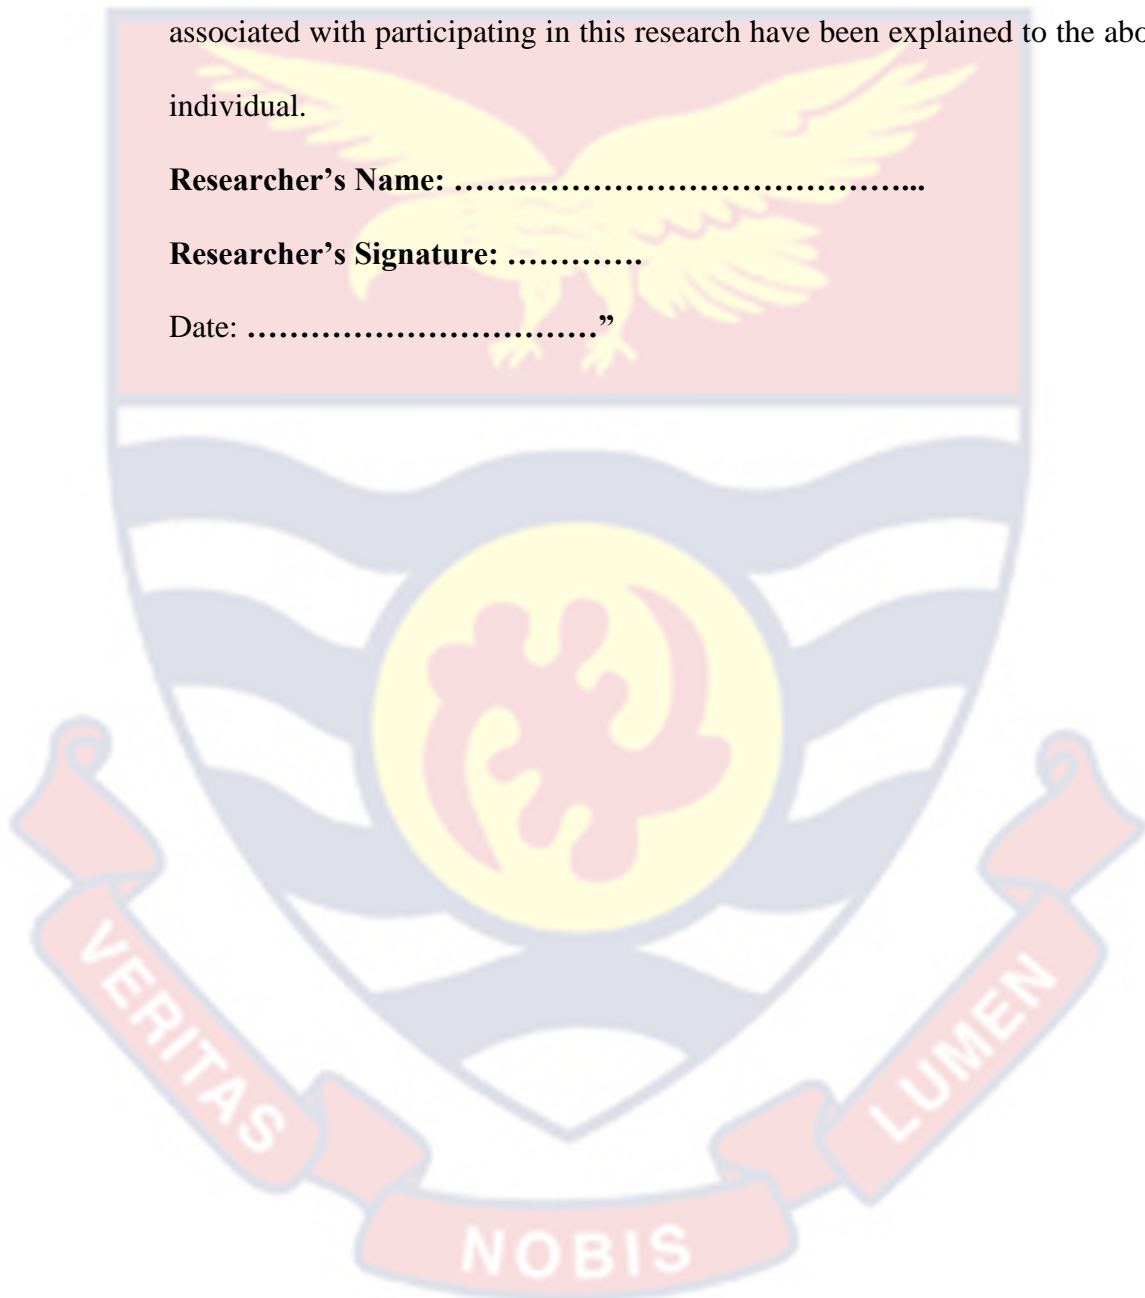 associated with participating in this research have been explained to the abo
individual.
Researcher’s Name: ……………………………………...
Researcher’s Signature: ………….
Date: ……………………………”
VERITAS
NOBIS
LUMEN